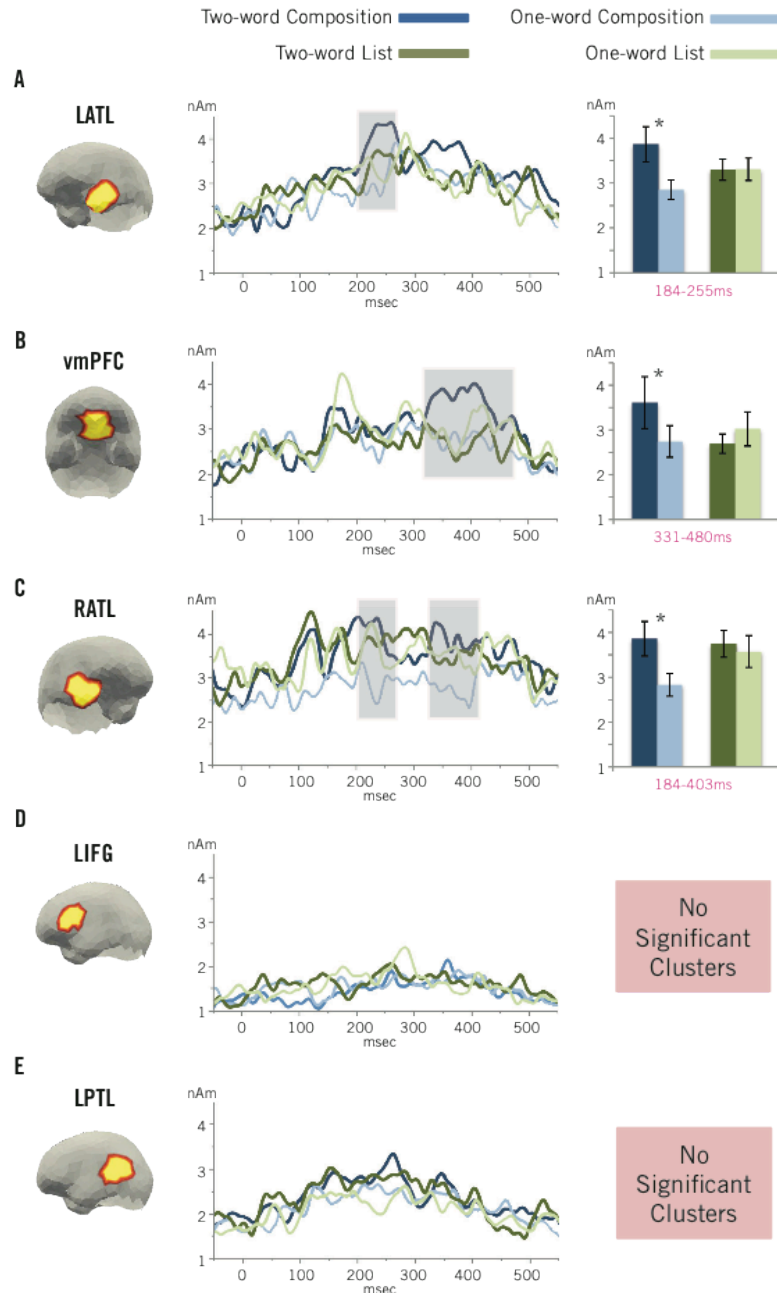 Two-word Composition One-word Composition
Two-word List One-word List
A
LATL
nAm
4
3
2
1
0 100 200 300 400 500
msec
nAm
4
3
2
1
*
184-255ms
B
vmPFC
nAm
4
3
2
1
0 100 200 300 400 500
msec
nAm
4
3
2
1
*
331-480ms
C
RATL
nAm
4
3
2
1
0 100 200 300 400 500
msec
nAm
4
3
2
1
*
184-403ms
D
LIFG
nAm
4
3
2
1
0 100 200 300 400 500
msec
No
Significant
Clusters
E
LPTL
nAm
4
3
2
1
0 100 200 300 400 500
msec
No
Significant
Clusters